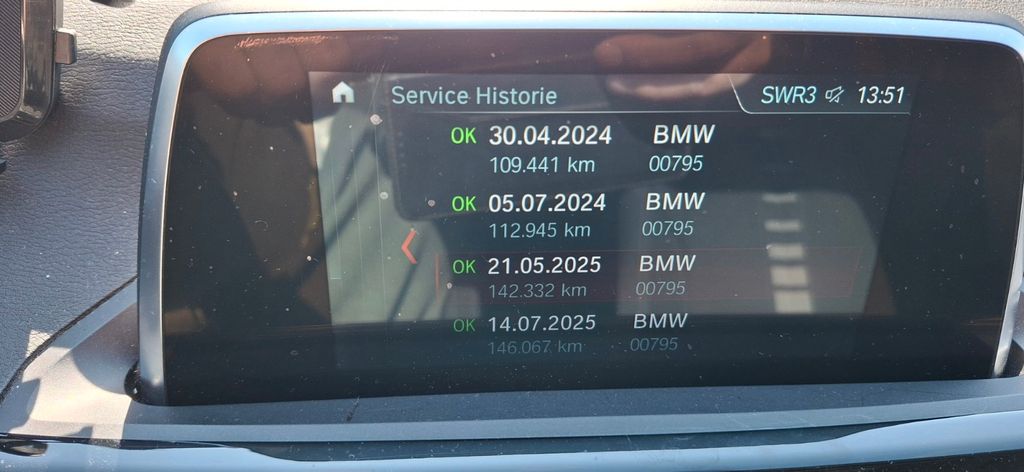 Service Historie SWR3 13:51
OK 30.04.2024 BMW
109.441 km 00795
OK 05.07.2024 BMW
112.945 km 00795
OK 21.05.2025 BMW
142.332 km 00795
OK 14.07.2025 BMW
146.067 km 00795